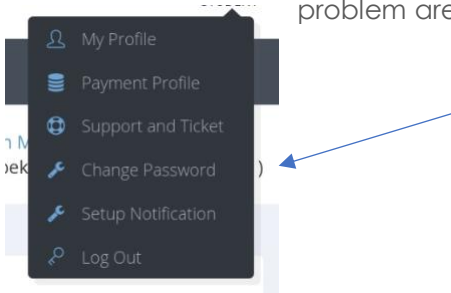 problem are
My Profile
Payment Profile
Support and Ticket
Change Password
)
Setup Notification
Log Out